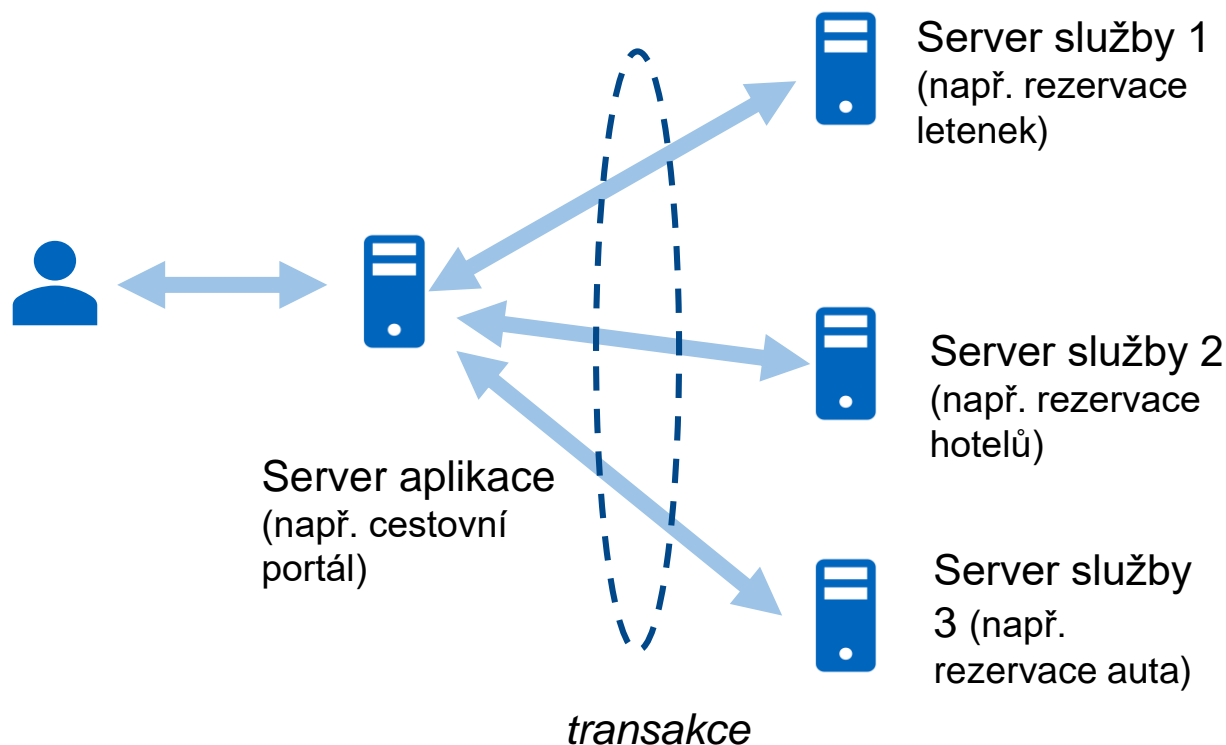 Server služby 1
(např. rezervace
letenek)
Server služby 2
(např. rezervace
hotelů)
Server aplikace
(např. cestovní
portál)
Server služby
3 (např.
rezervace auta)
transakce